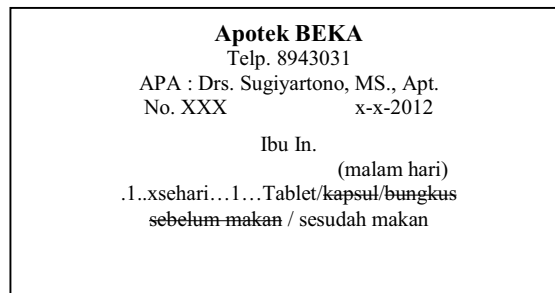 Apotek BEKA
Telp. 8943031
APA : Drs. Sugiyartono, MS., Apt.
No. XXX x-x-2012
Ibu In.
(malam hari)
.1..xsehari…1…Tablet/kapsul/bungkus
sebelum makan / sesudah makan